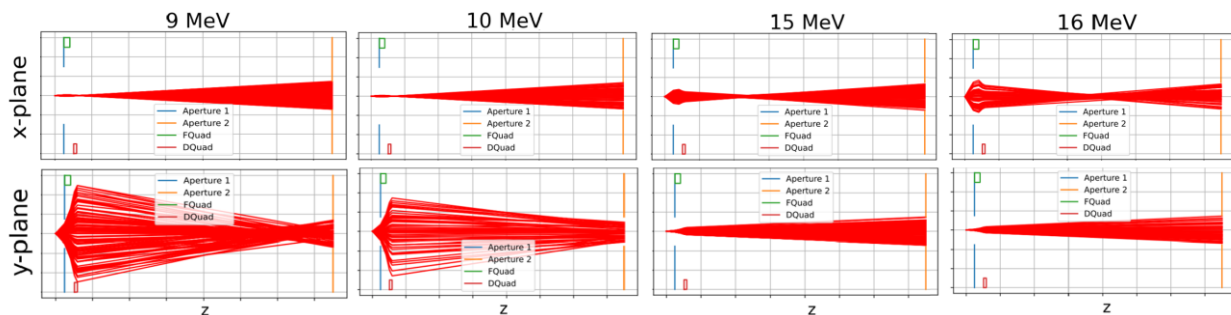 9 MeV
10 MeV
15 MeV
16 MeV
x-plane
Aperture 1
Aperture 2
FQuad
DQuad
Aperture 1
Aperture 2
FQuad
DQuad
Aperture 1
Aperture 2
FQuad
DQuad
Aperture 1
Aperture 2
FQuad
DQuad
y-plane
Aperture 1
Aperture 2
FQuad
DQuad
Aperture 1
Aperture 2
FQuad
DQuad
Aperture 1
Aperture 2
FQuad
DQuad
Aperture 1
Aperture 2
FQuad
DQuad
z
z
z
z